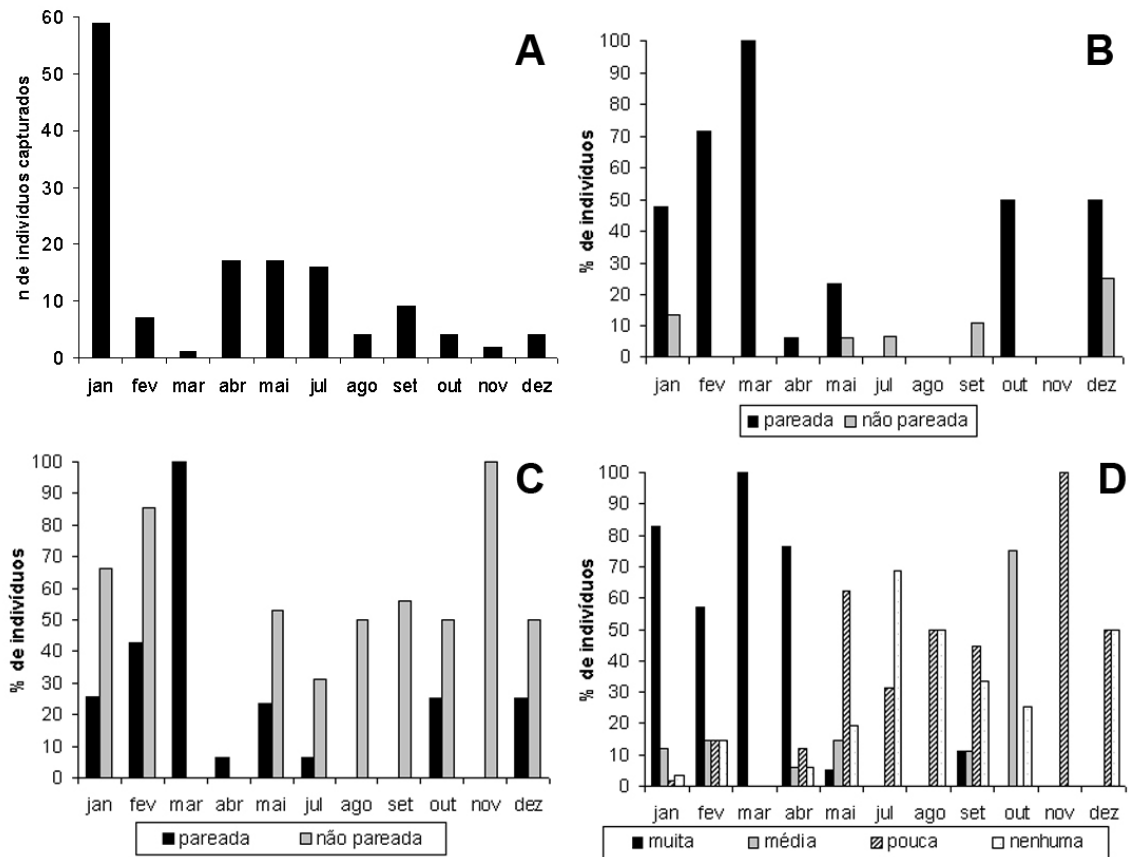 A
n de indivíduos capturados
60
50
40
30
20
10
0
jan fev mar abr mai jul ago set out nov dez
B
% de indivíduos
100
90
80
70
60
50
40
30
20
10
0
jan fev mar abr mai jul ago set out nov dez
pareada não pareada
C
% de indivíduos
100
90
80
70
60
50
40
30
20
10
0
jan fev mar abr mai jul ago set out nov dez
pareada não pareada
D
% de indivíduos
100
90
80
70
60
50
40
30
20
10
0
jan fev mar abr mai jul ago set out nov dez
muita média pouca nenhuma